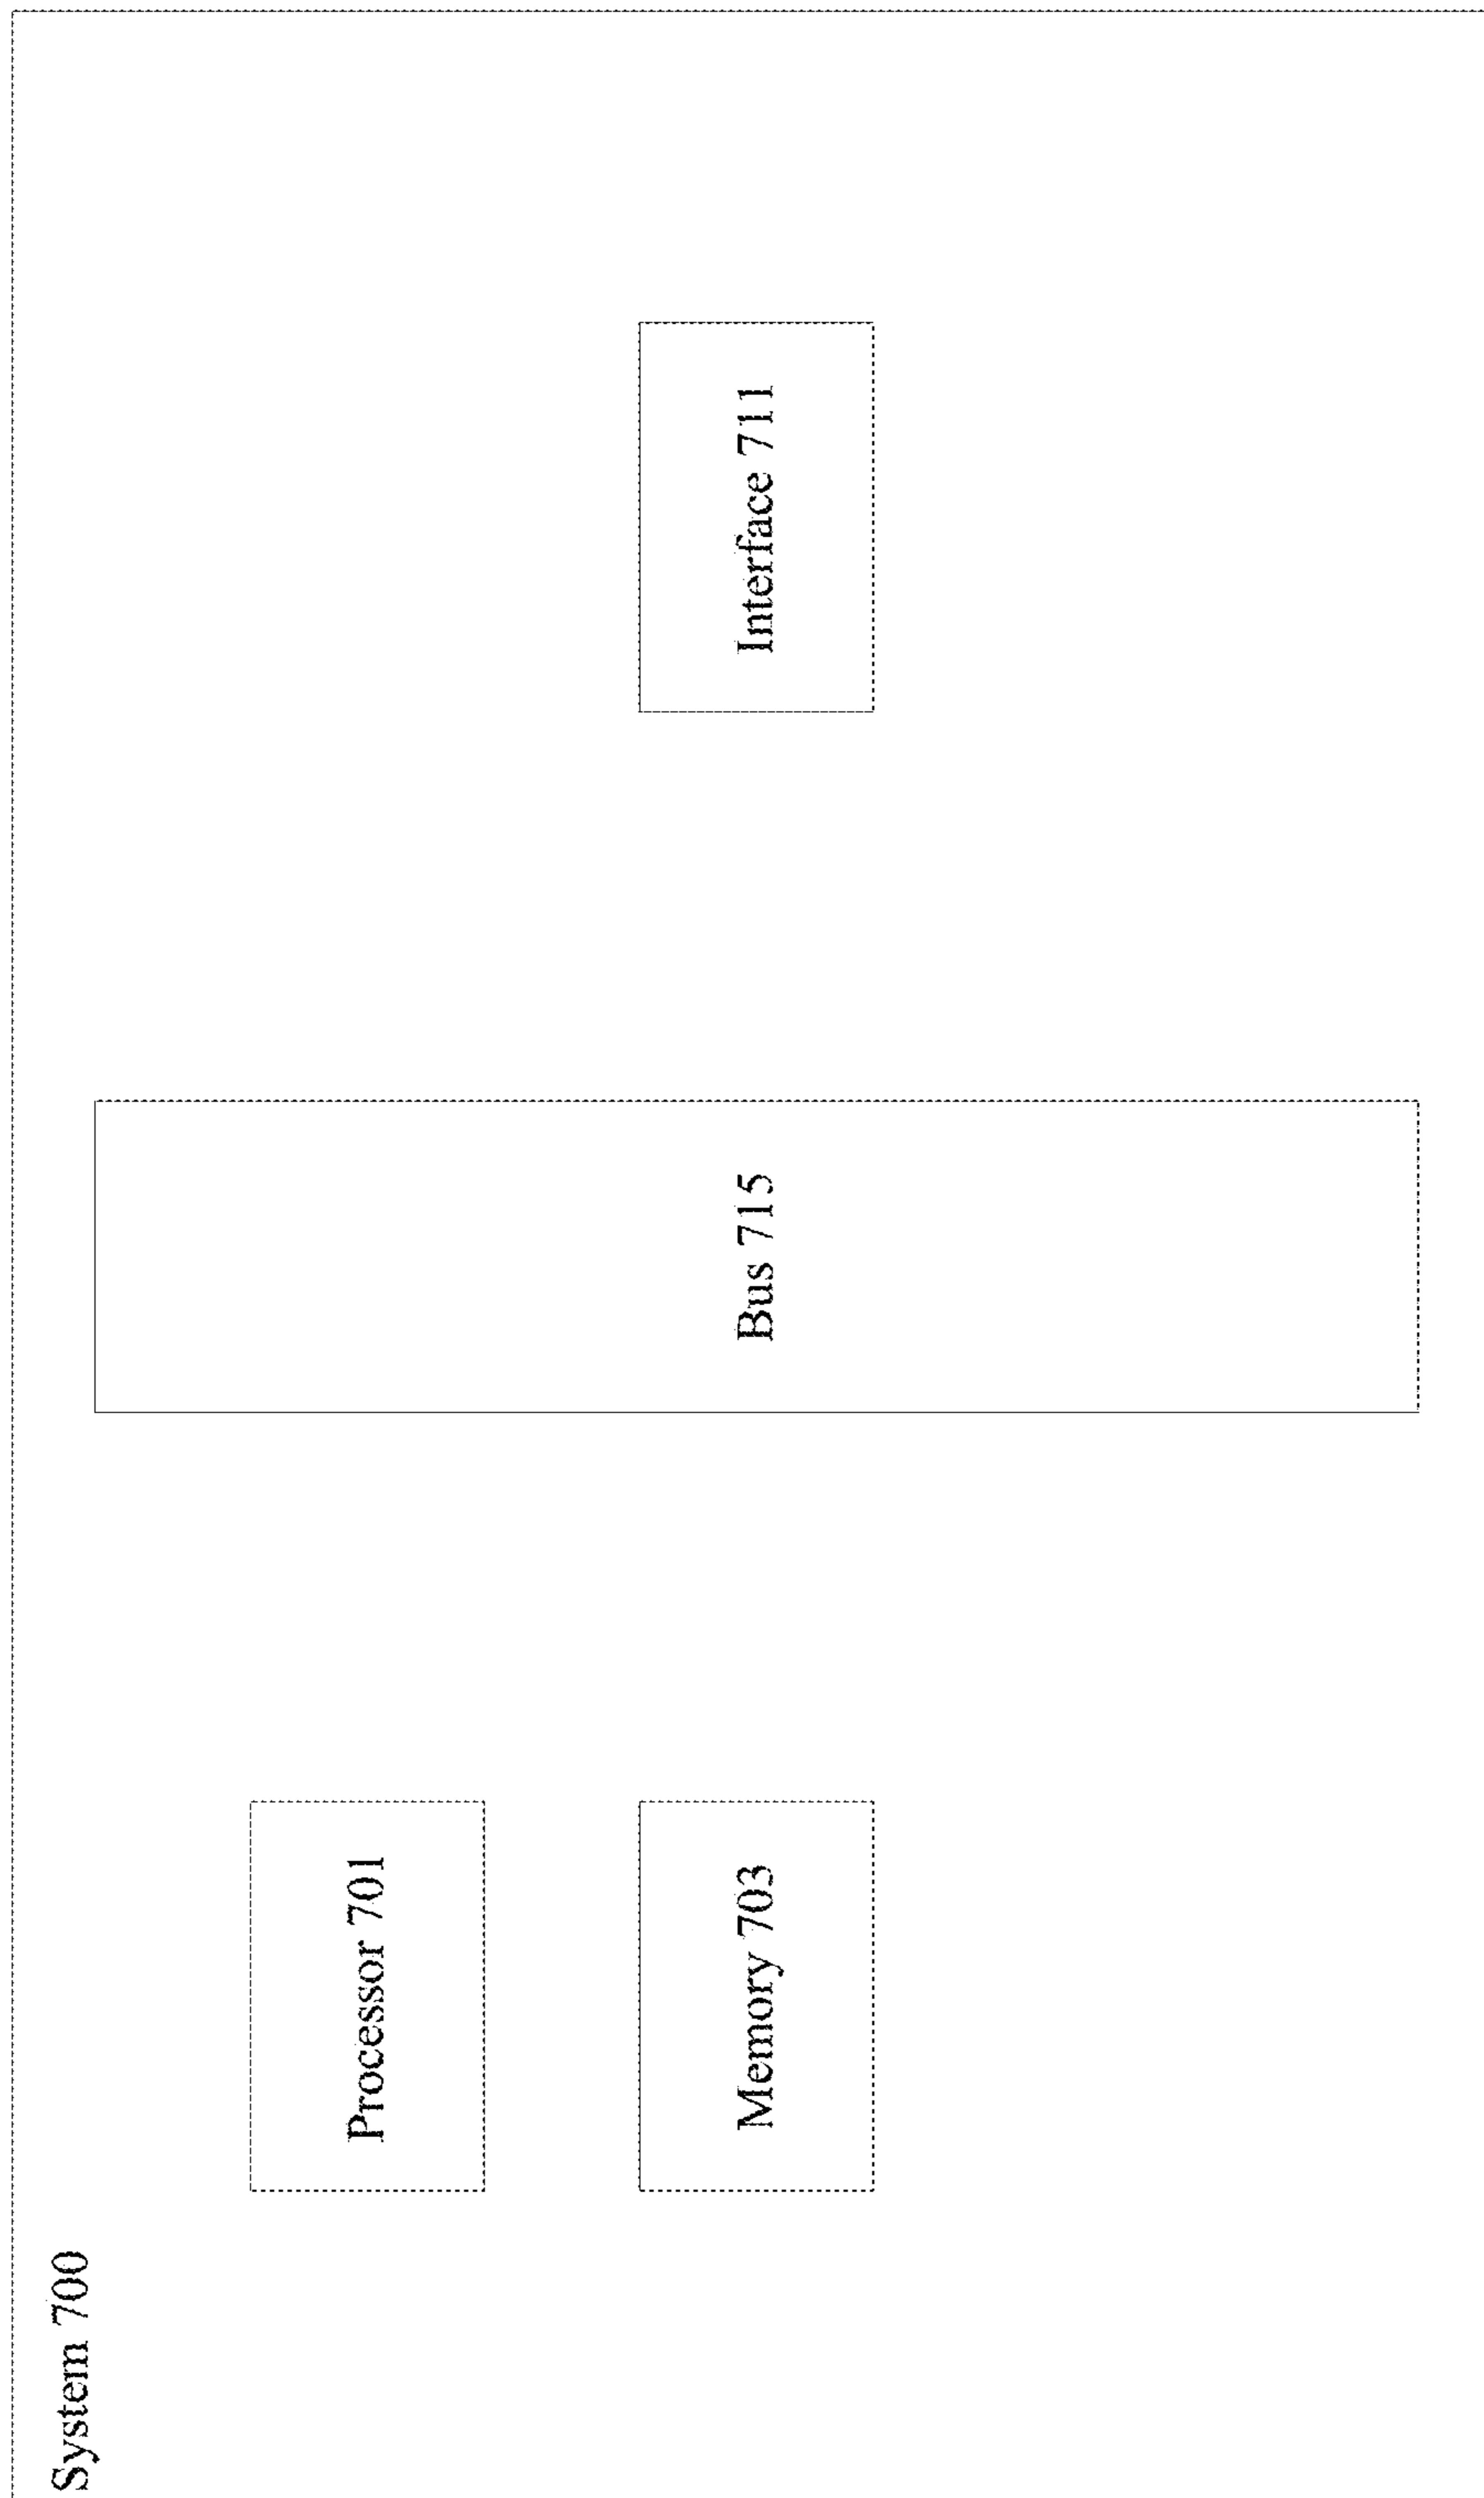 System 700
Processor 701
Memory 703
Bus 715
Interface 711